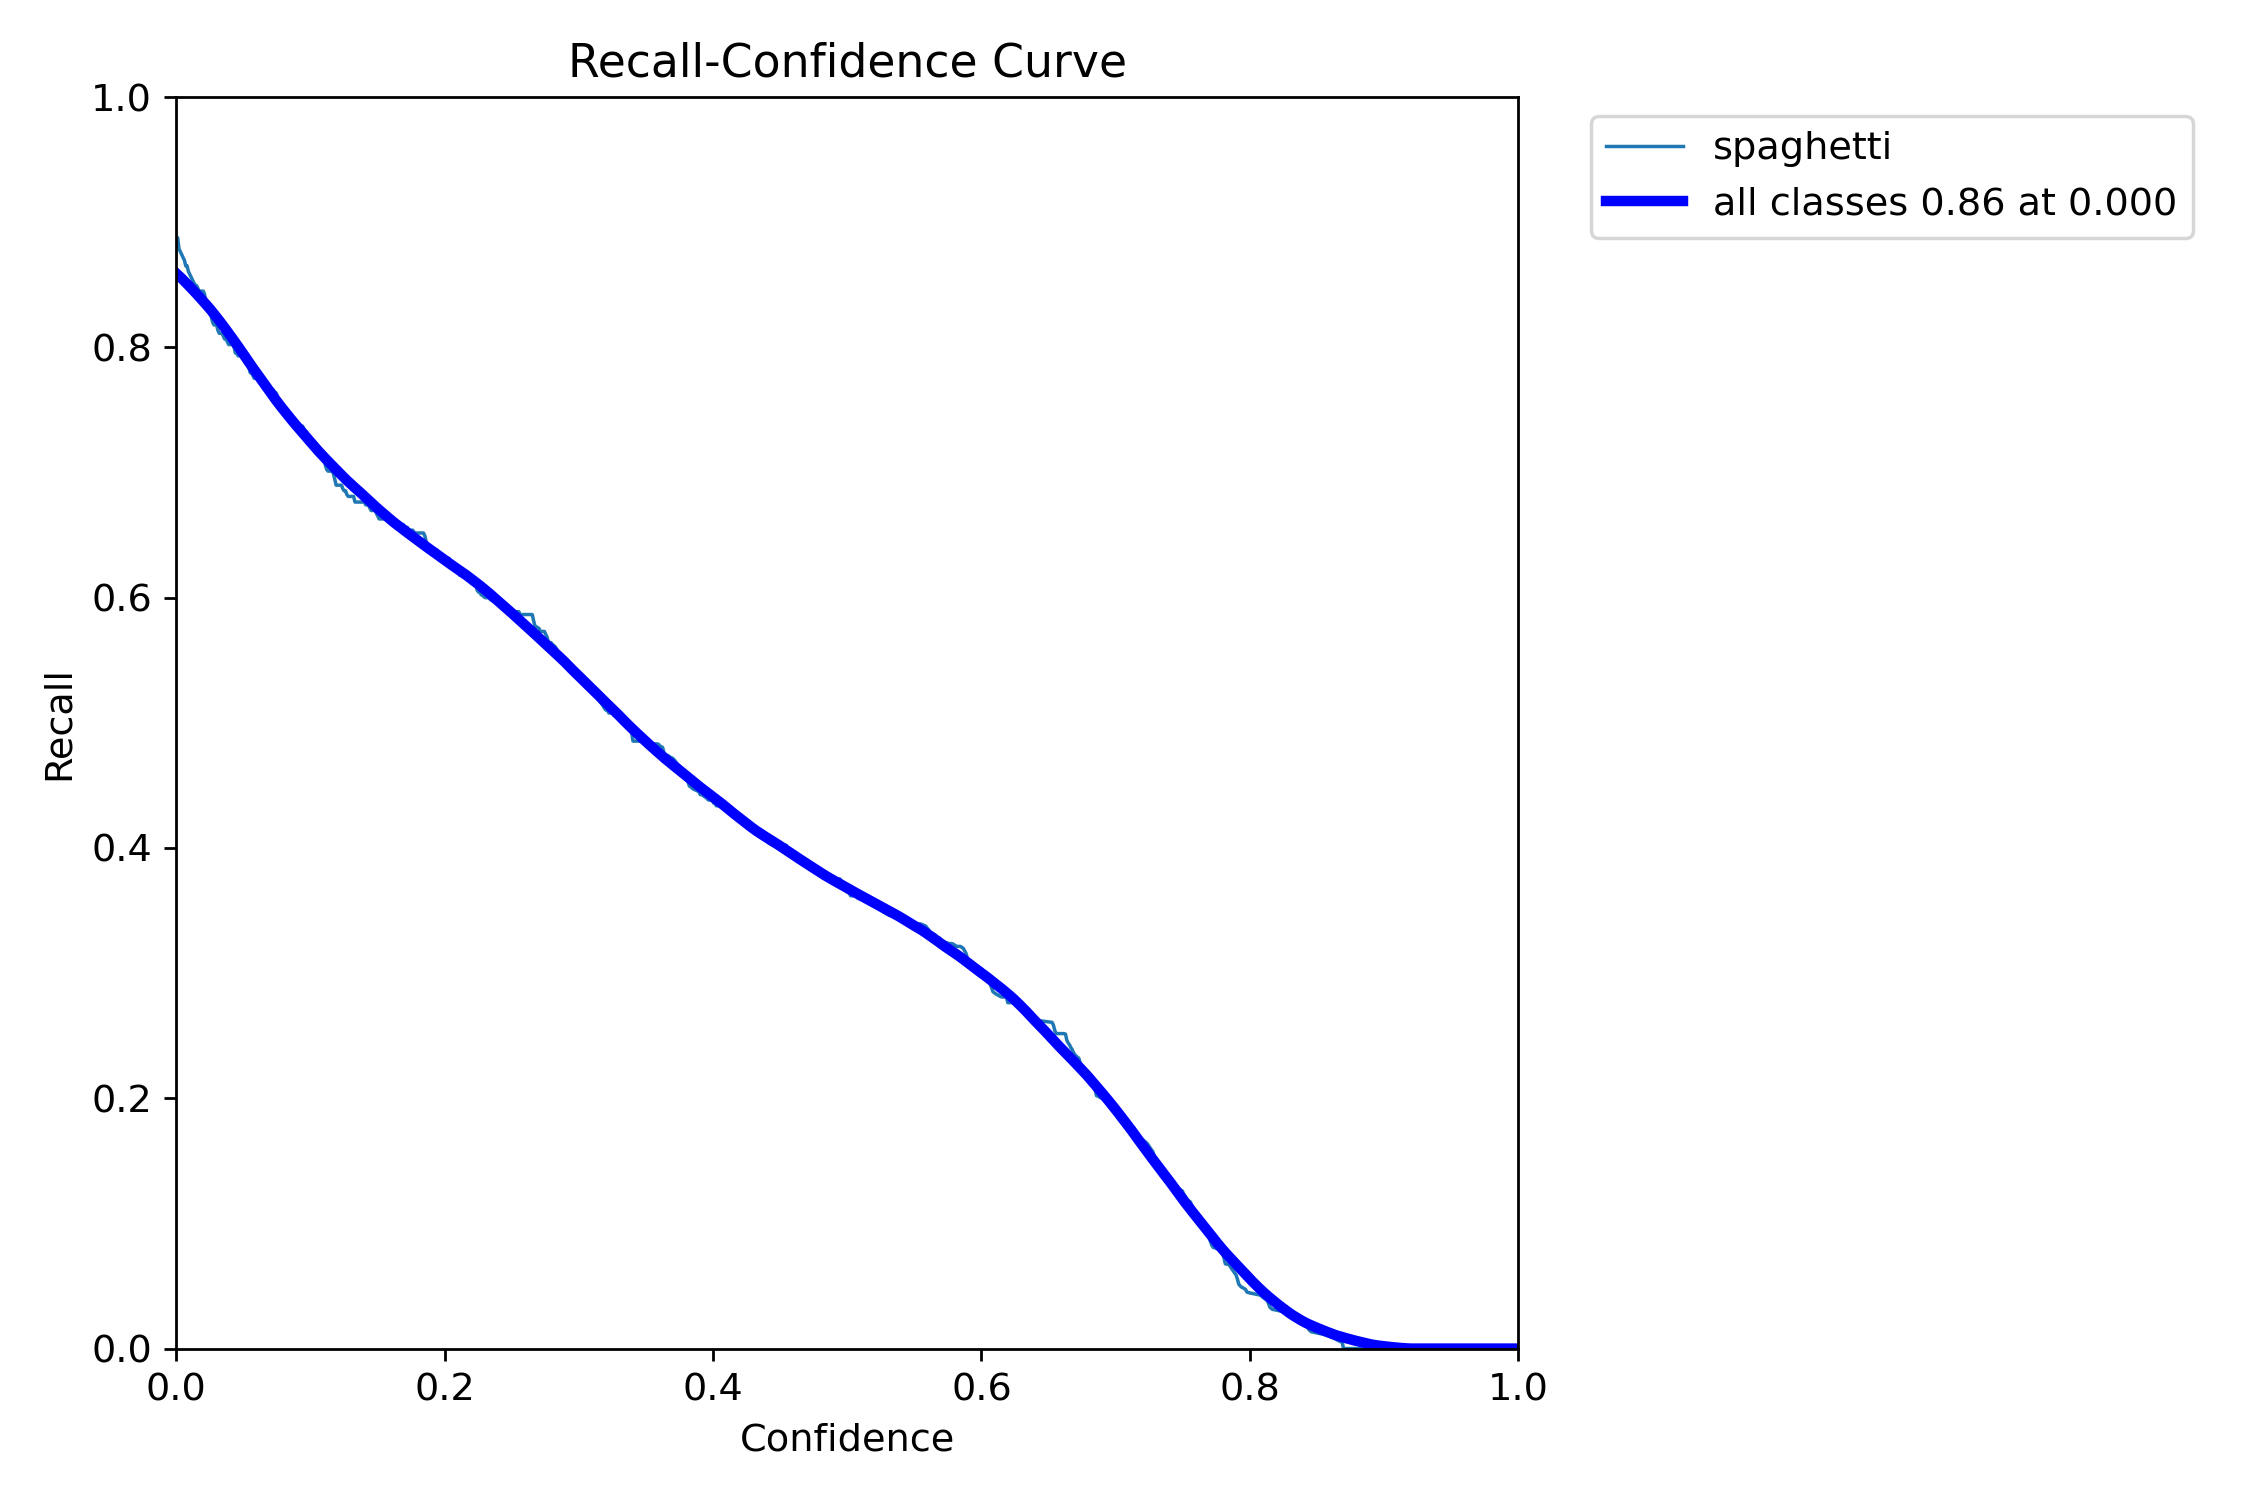 Recall-Confidence Curve
1.0
0.8
0.6
0.4
0.2
0.0
Recall
0.0 0.2 0.4 0.6 0.8 1.0
Confidence
spaghetti
all classes 0.86 at 0.000